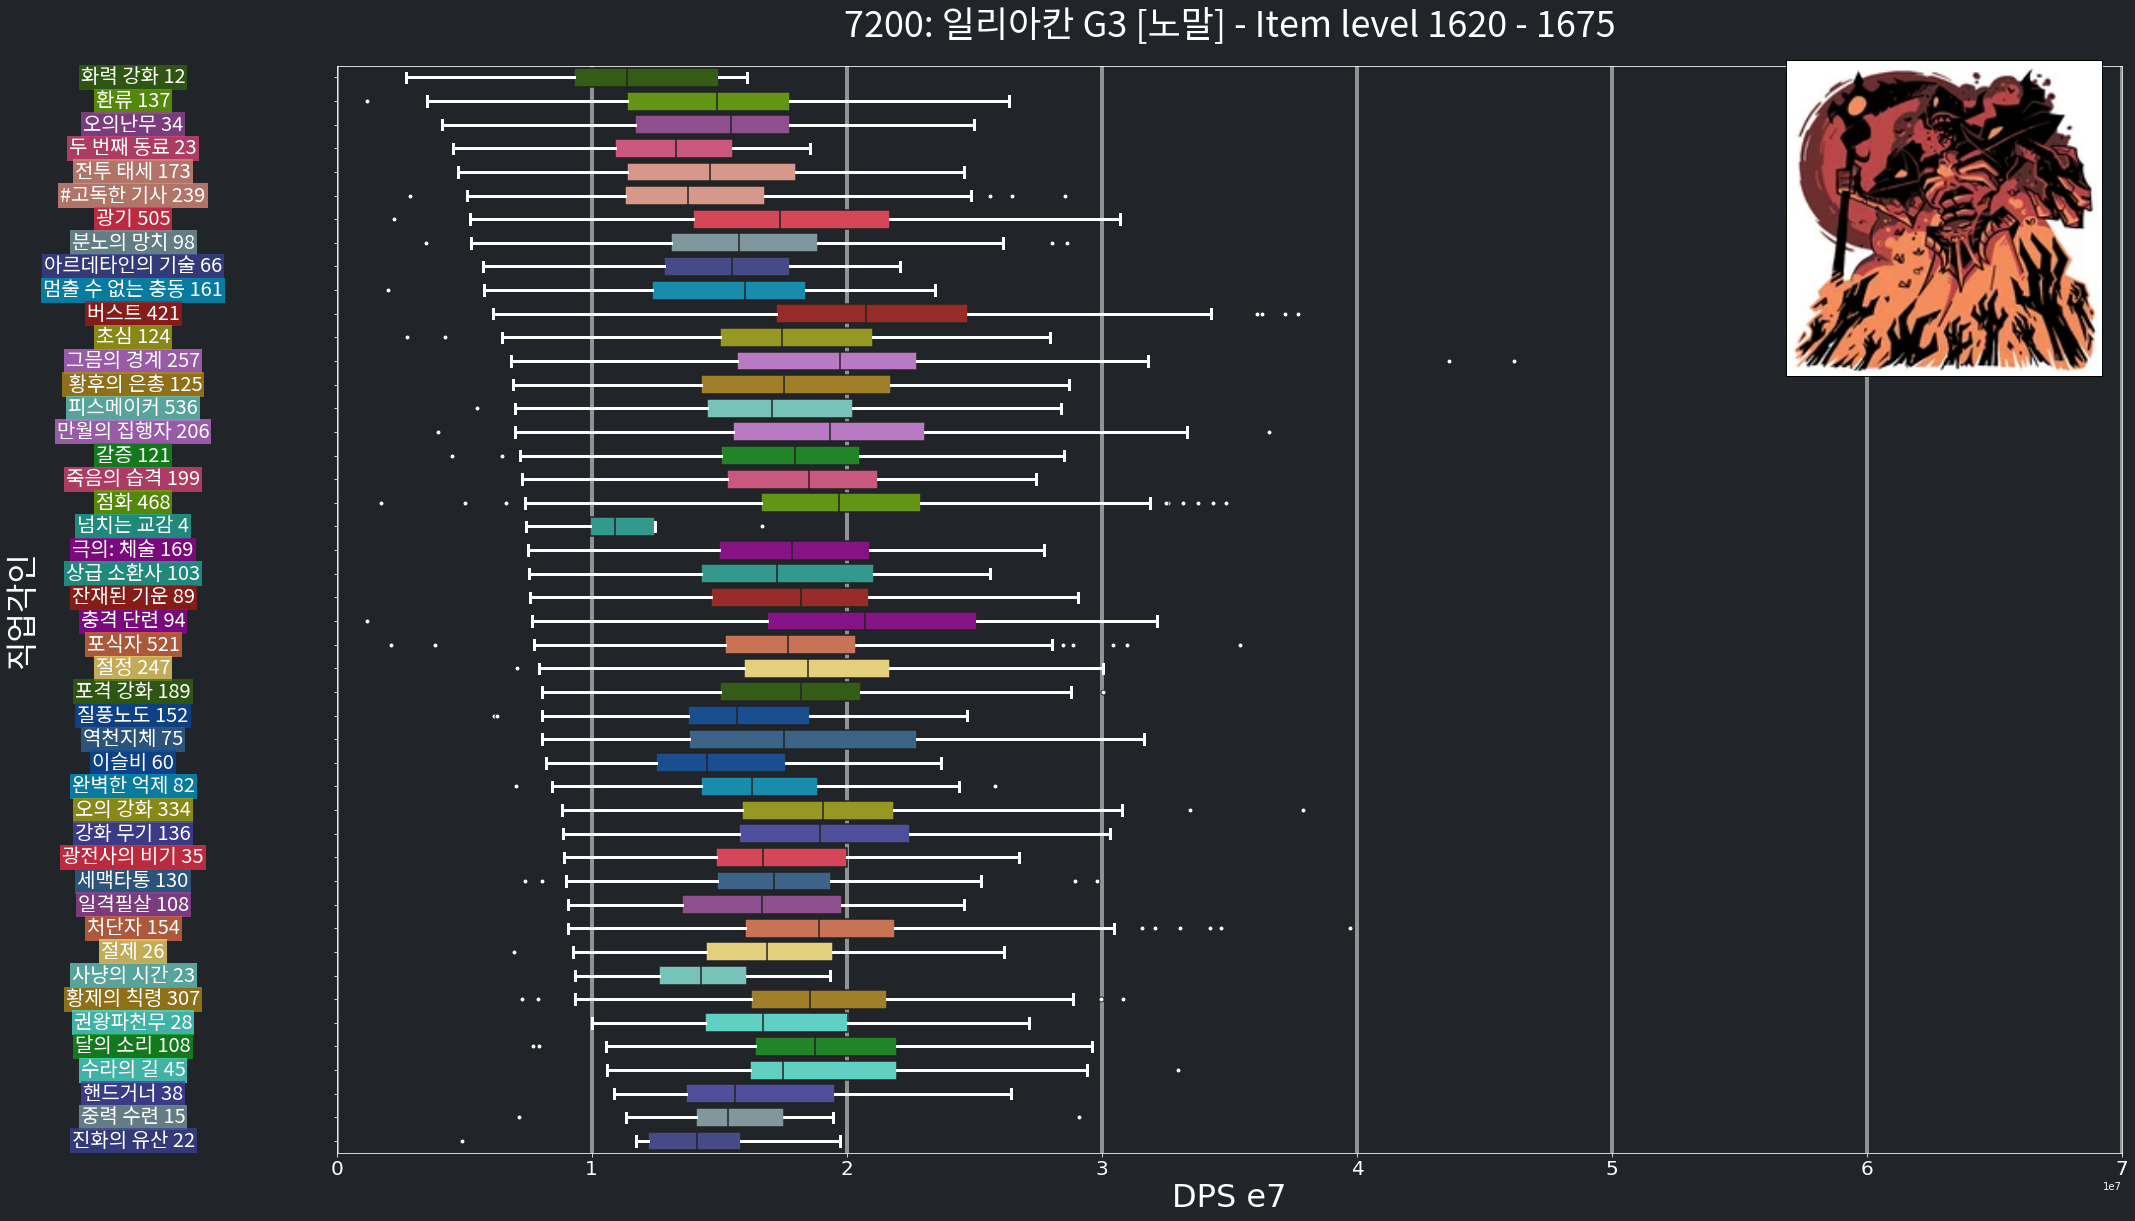 7200: 일리아칸 G3 [노말] - Item level 1620 - 1675
직업각인
화력 강화 12
환류 137
오의난무 34
두 번째 동료 23
전투 태세 173
#고독한 기사 239
광기 505
분노의 망치 98
아르데타인의 기술 66
멈출 수 없는 충동 161
버스트 421
초심 124
그믐의 경계 257
황후의 은총 125
피스메이커 536
만월의 집행자 206
갈증 121
죽음의 습격 199
점화 468
넘치는 교감 4
극의: 체술 169
상급 소환사 103
잔재된 기운 89
충격 단련 94
포식자 521
절정 247
포격 강화 189
질풍노도 152
역천지체 75
이슬비 60
완벽한 억제 82
오의 강화 334
강화 무기 136
광전사의 비기 35
세맥타통 130
일격필살 108
처단자 154
절제 26
사냥의 시간 23
황제의 칙령 307
권왕파천무 28
달의 소리 108
수라의 길 45
핸드거너 38
중력 수련 15
진화의 유산 22
0 1 2 3 4 5 6 7
1e7
DPS e7